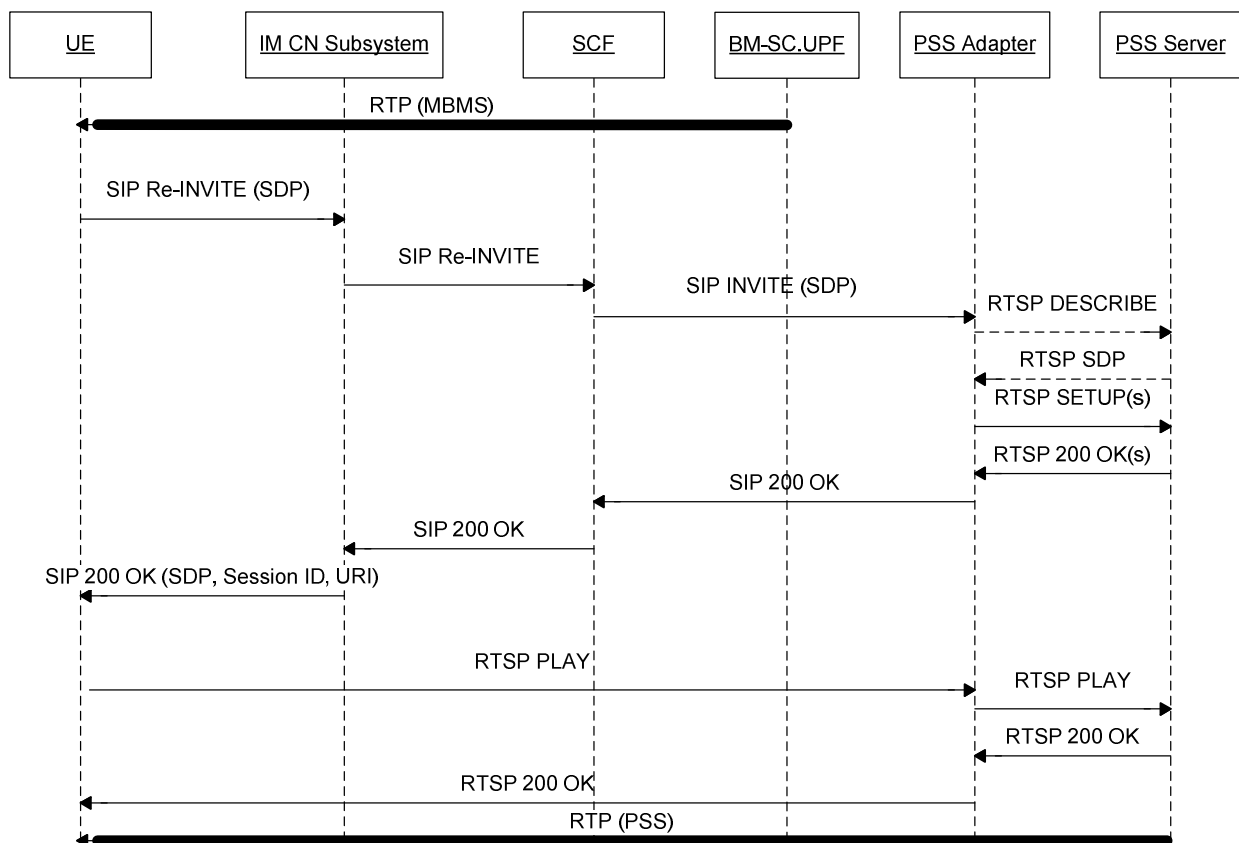 UE
IM CN Subsystem
SCF
BM-SC.UPF
PSS Adapter
PSS Server
RTP (MBMS)
SIP Re-INVITE (SDP)
SIP Re-INVITE
SIP INVITE (SDP)
RTSP DESCRIBE
RTSP SDP
RTSP SETUP(s)
RTSP 200 OK(s)
SIP 200 OK
SIP 200 OK
SIP 200 OK (SDP, Session ID, URI)
RTSP PLAY
RTSP PLAY
RTSP 200 OK
RTSP 200 OK
RTP (PSS)